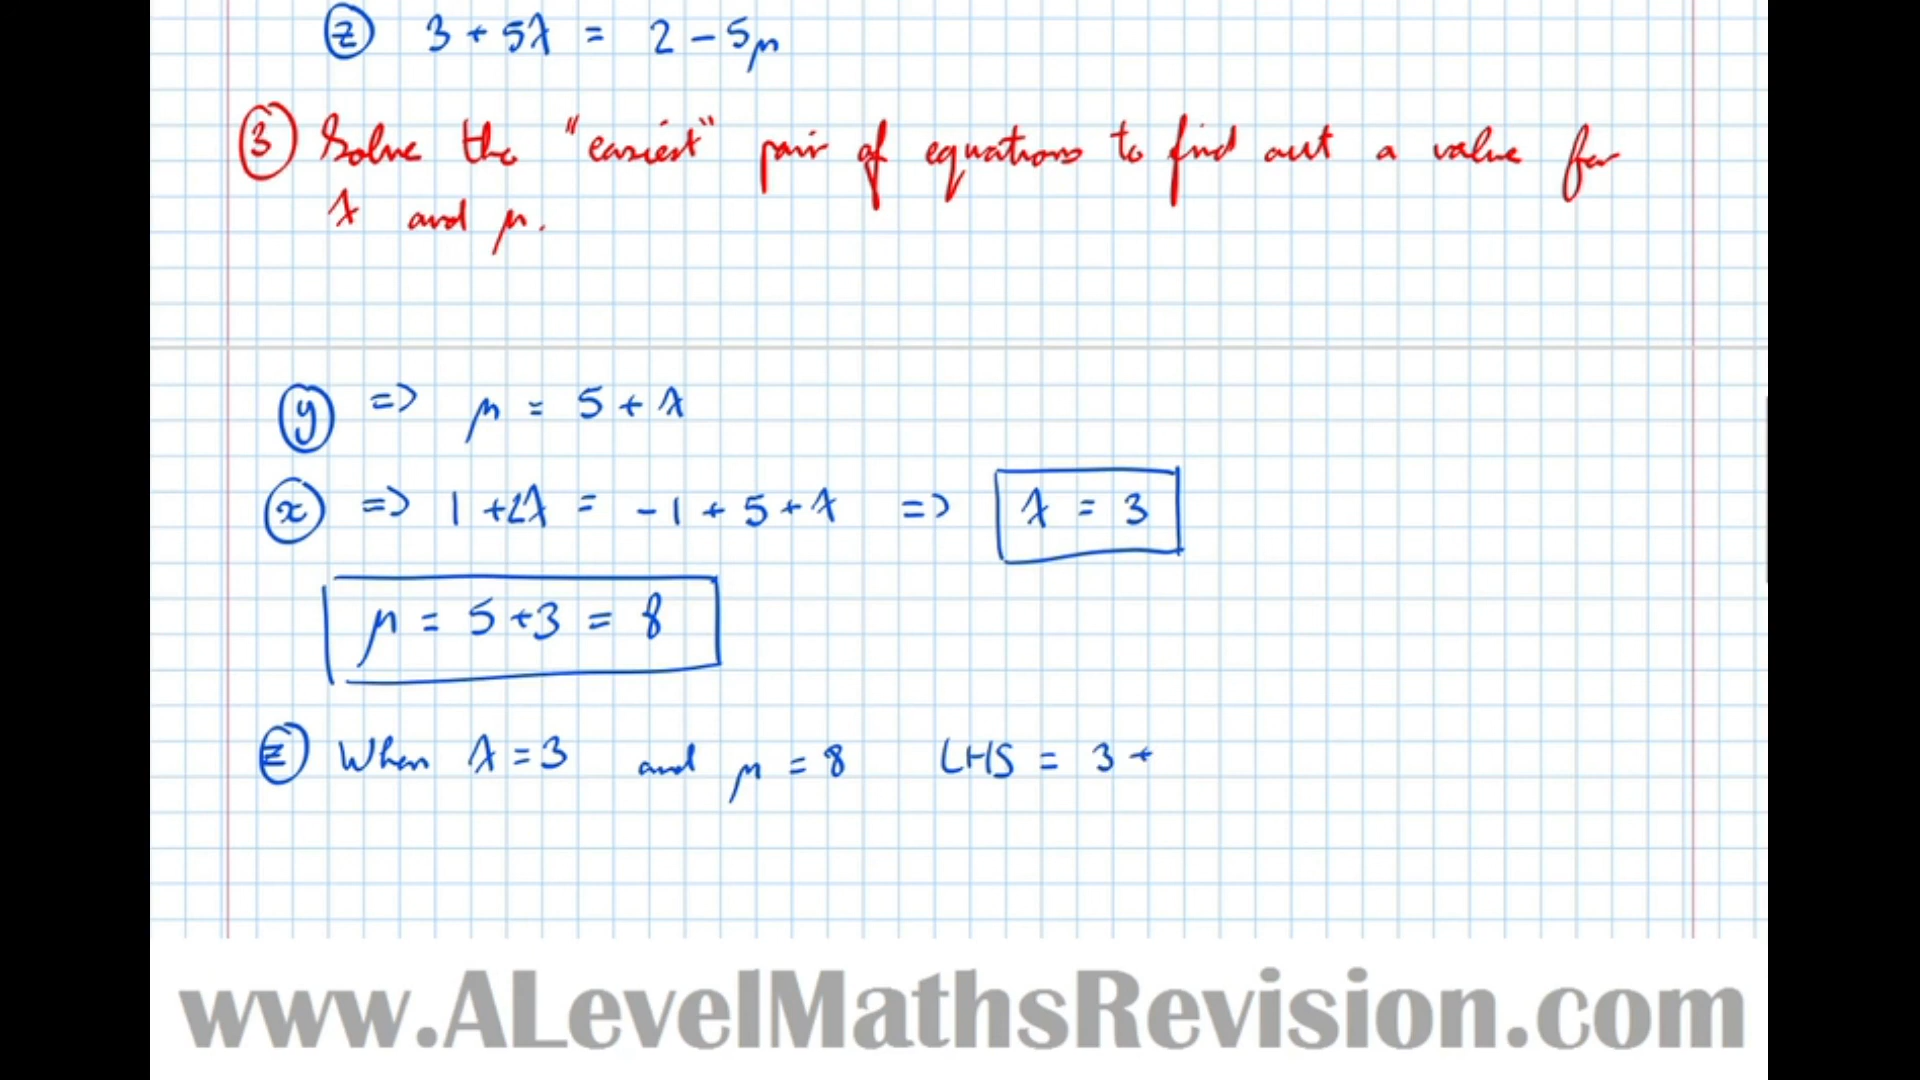 z 3 + 5λ = 2 - 5μ
3 Solve the "easiest" pair of equations to find out a value for
λ and μ.
y => μ = 5 + λ
x => 1 + 2λ = -1 + 5 + λ => λ = 3
μ = 5 + 3 = 8
z When λ = 3 and μ = 8 LHS = 3 +
www.ALevelMathsRevision.com